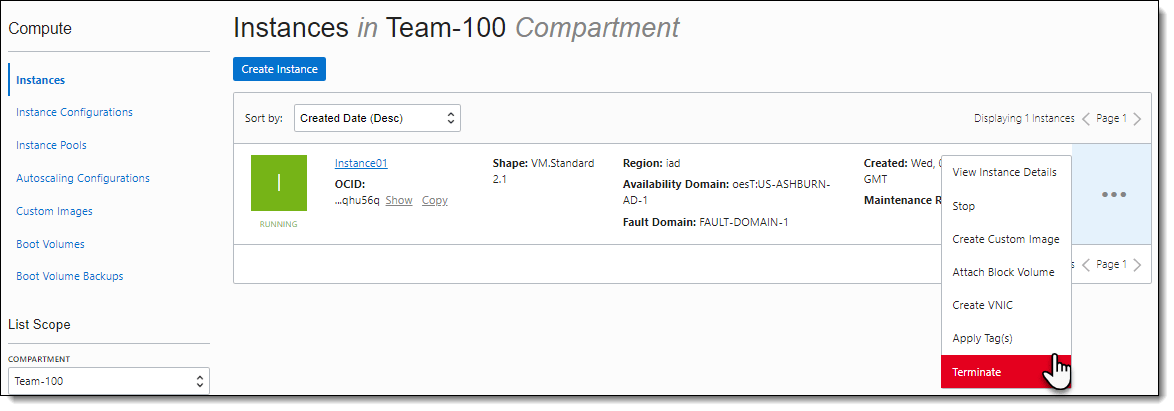 Compute
Instances
Instance Configurations
Instance Pools
Autoscaling Configurations
Custom Images
Boot Volumes
Boot Volume Backups
List Scope
COMPARTMENT
Team-100
Instances in Team-100 Compartment
Create Instance
Sort by: Created Date (Desc)
Displaying 1 Instances Page 1
I
RUNNING
Instance01
OCID:
...qhu56q Show Copy
Shape: VM.Standard
2.1
Region: iad
Availability Domain: oesT:US-ASHBURN-
AD-1
Fault Domain: FAULT-DOMAIN-1
Created: Wed,
GMT
Maintenance R
View Instance Details
Stop
Create Custom Image
Attach Block Volume
Create VNIC
Apply Tag(s)
Terminate
Page 1